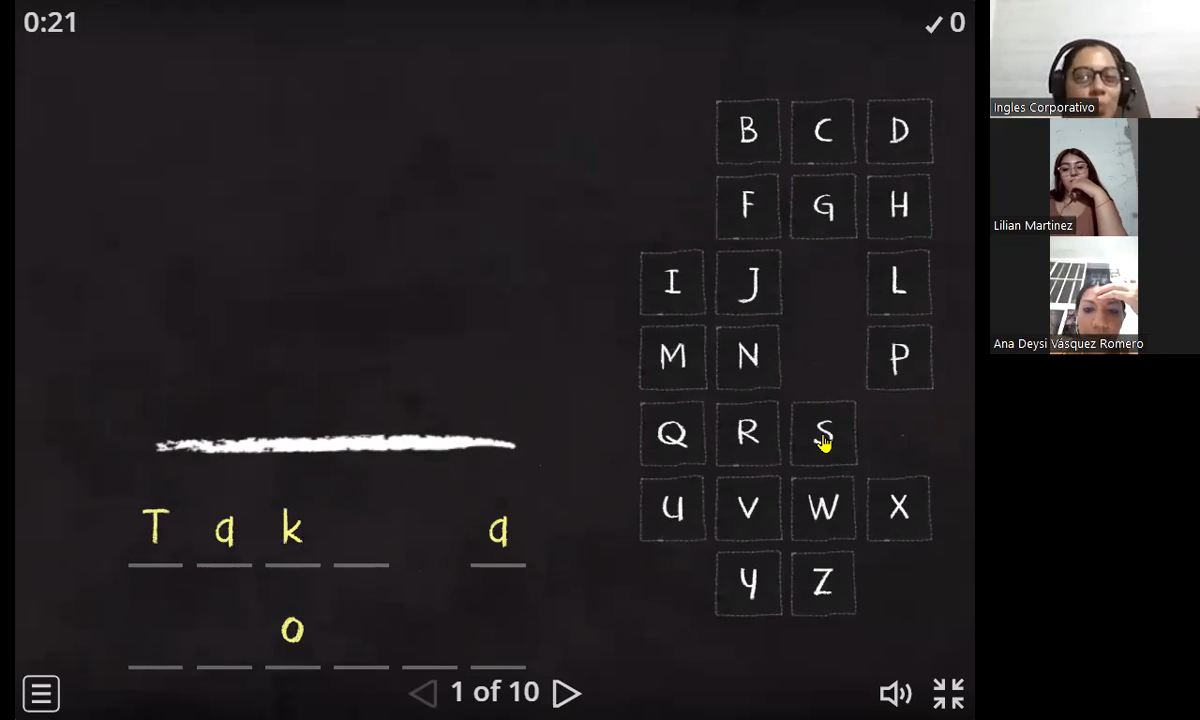 0:21
✓ 0
B C D
F G H
I J L
M N P
Q R S
U V W X
Y Z
T a k _ a
_ _ o _ _ _
1 of 10
Ingles Corporativo
Lilian Martinez
Ana Deysi Vásquez Romero